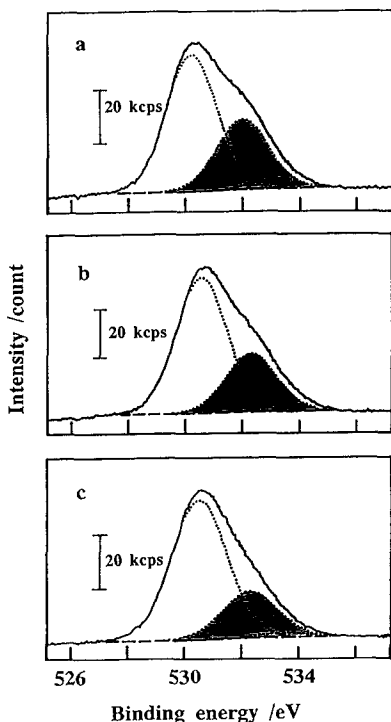 a
20 kcps
b
20 kcps
Intensity /count
c
20 kcps
526 530 534
Binding energy /eV